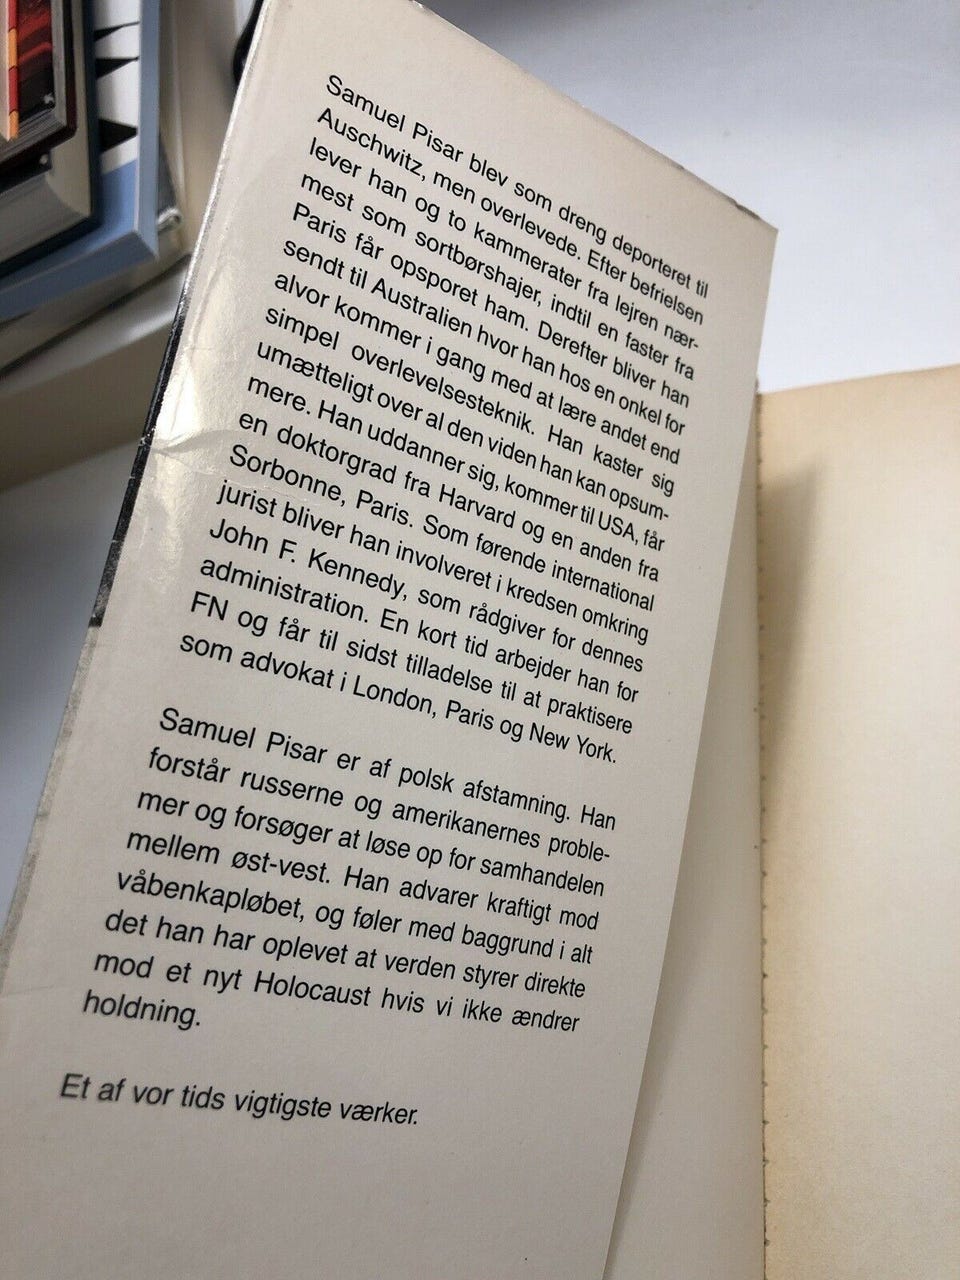 Samuel Pisar blev som dreng deporteret til
Auschwitz, men overlevede. Efter befrielsen
lever han og to kammerater fra lejren nær-
mest som sortbørshajer, indtil en faster fra
Paris får opsporet ham. Derefter bliver han
sendt til Australien hvor han hos en onkel for
alvor kommer i gang med at lære andet end
simpel overlevelsesteknik. Han kaster sig
umætteligt over al den viden han kan opsum-
mere. Han uddanner sig, kommer til USA, får
en doktorgrad fra Harvard og en anden fra
Sorbonne, Paris. Som førende international
jurist bliver han involveret i kredsen omkring
John F. Kennedy, som rådgiver for dennes
administration. En kort tid arbejder han for
FN og får til sidst tilladelse til at praktisere
som advokat i London, Paris og New York.
Samuel Pisar er af polsk afstamning. Han
forstår russerne og amerikanernes proble-
mer og forsøger at løse op for samhandelen
mellem øst-vest. Han advarer kraftigt mod
våbenkapløbet, og føler med baggrund i alt
det han har oplevet at verden styrer direkte
mod et nyt Holocaust hvis vi ikke ændrer
holdning.
Et af vor tids vigtigste værker.